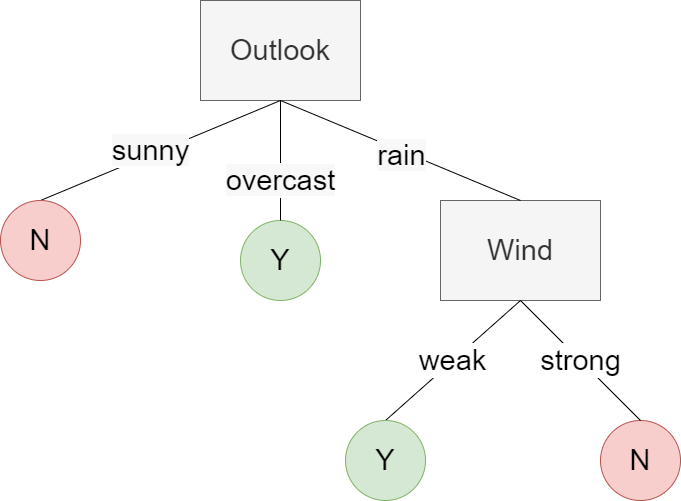 Outlook
sunny
rain
overcast
N
Y
Wind
weak
strong
Y
N